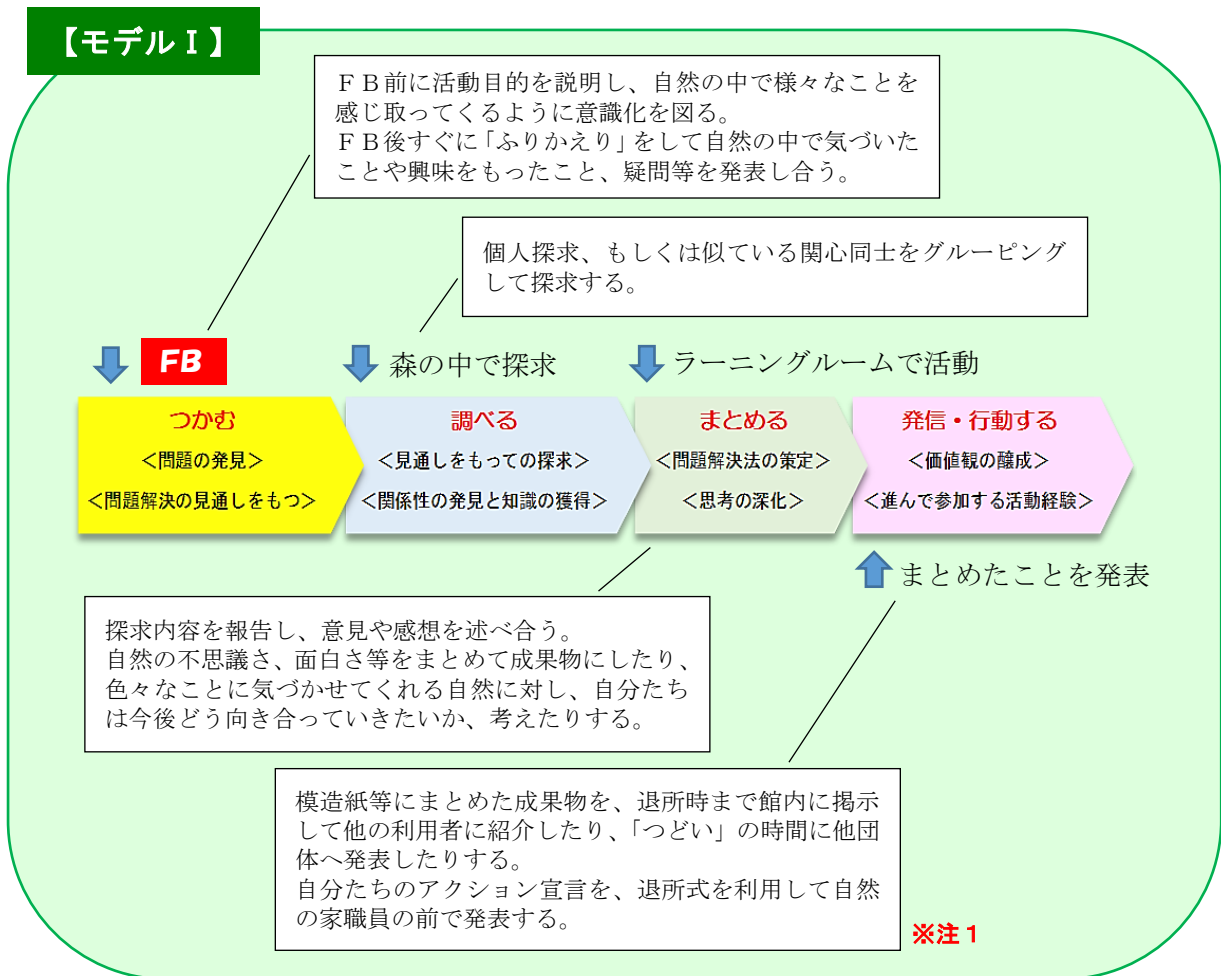 【モデルⅠ】
ＦＢ前に活動目的を説明し、自然の中で様々なことを
感じ取ってくるように意識化を図る。
ＦＢ後すぐに「ふりかえり」をして自然の中で気づいた
ことや興味をもったこと、疑問等を発表し合う。
個人探求、もしくは似ている関心同士をグルーピング
して探求する。
FB
森の中で探求
ラーニングルームで活動
つかむ
＜問題の発見＞
＜問題解決の見通しをもつ＞
調べる
＜見通しをもっての探求＞
＜関係性の発見と知識の獲得＞
まとめる
＜問題解決法の策定＞
＜思考の深化＞
発信・行動する
＜価値観の醸成＞
＜進んで参加する活動経験＞
まとめたことを発表
探求内容を報告し、意見や感想を述べ合う。
自然の不思議さ、面白さ等をまとめて成果物にしたり、
色々なことに気づかせてくれる自然に対し、自分たち
は今後どう向き合っていきたいか、考えたりする。
模造紙等にまとめた成果物を、退所時まで館内に掲示
して他の利用者に紹介したり、「つどい」の時間に他団
体へ発表したりする。
自分たちのアクション宣言を、退所式を利用して自然
の家職員の前で発表する。
※注１